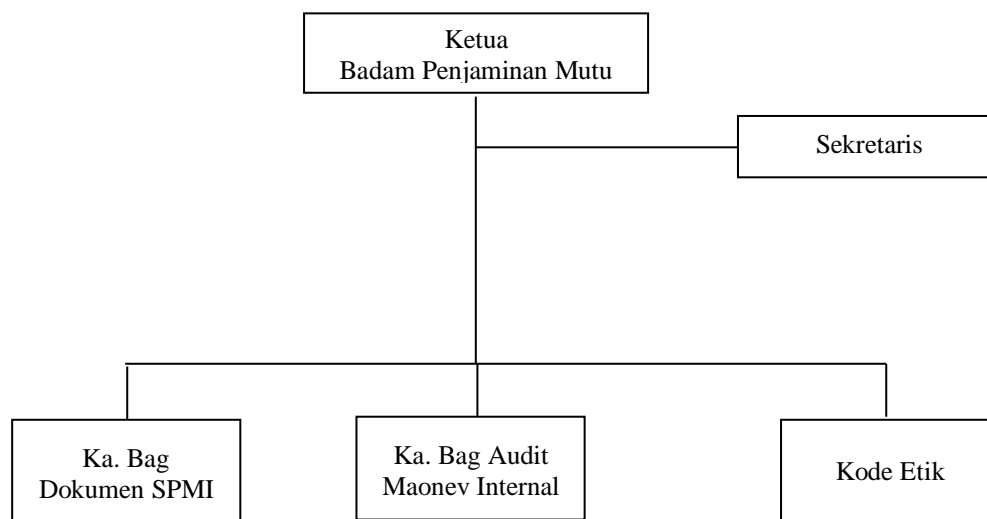 Ketua
Badam Penjaminan Mutu
Sekretaris
Ka. Bag
Dokumen SPMI
Ka. Bag Audit
Maonev Internal
Kode Etik